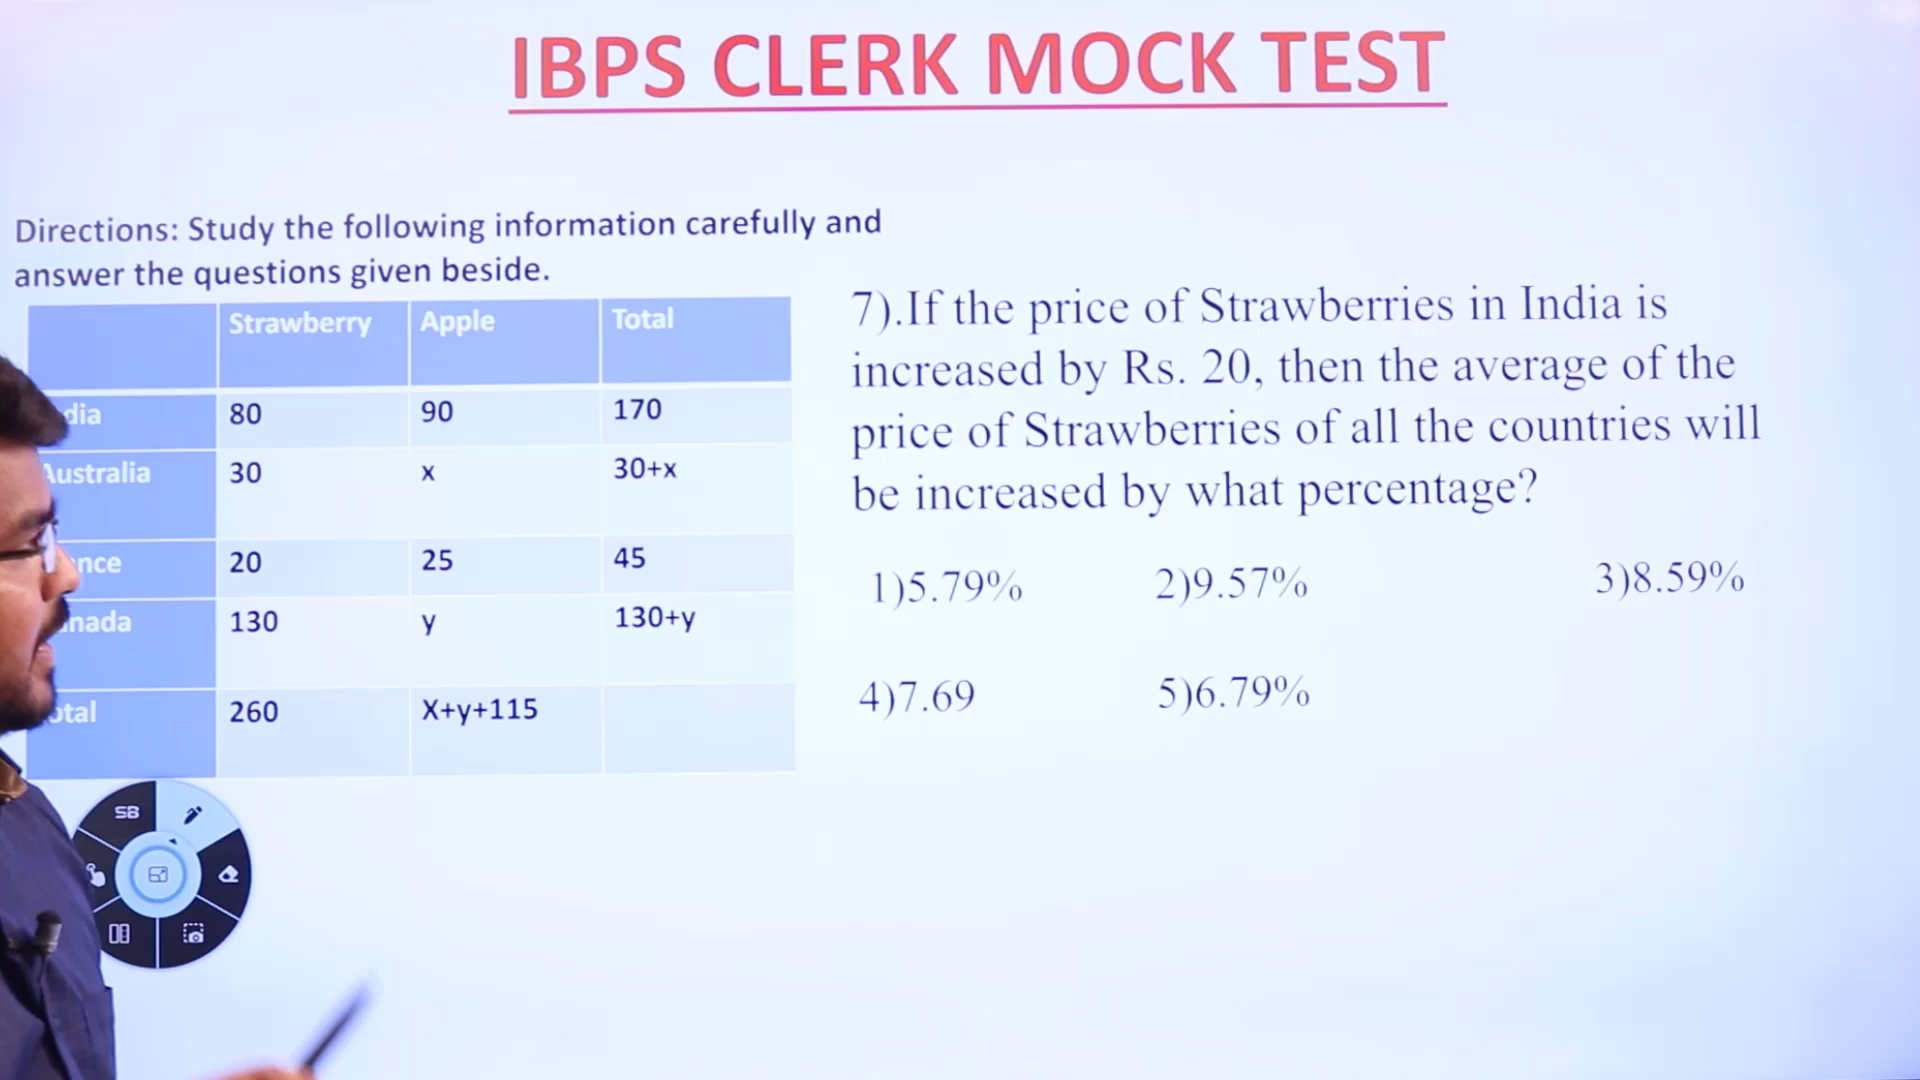 IBPS CLERK MOCK TEST
Directions: Study the following information carefully and
answer the questions given beside.
Strawberry Apple Total
80 90 170
Australia 30 x 30+x
20 25 45
130 y 130+y
260 X+y+115
7).If the price of Strawberries in India is
increased by Rs. 20, then the average of the
price of Strawberries of all the countries will
be increased by what percentage?
1)5.79% 2)9.57% 3)8.59%
4)7.69 5)6.79%
SB